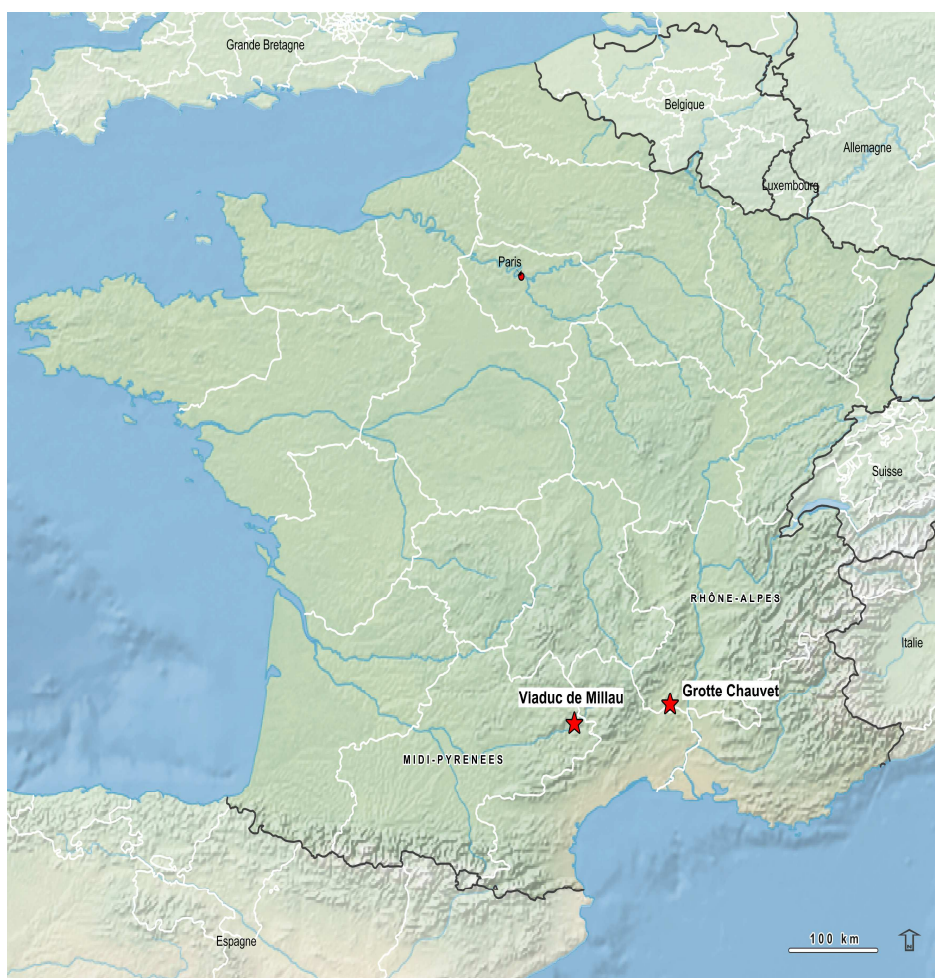 Grande Bretagne
Belgique
Allemagne
Luxembourg
Paris
Suisse
RHÔNE-ALPES
Italie
Grotte Chauvet
Viaduc de Millau
MIDI-PYRENEES
Espagne
100 km